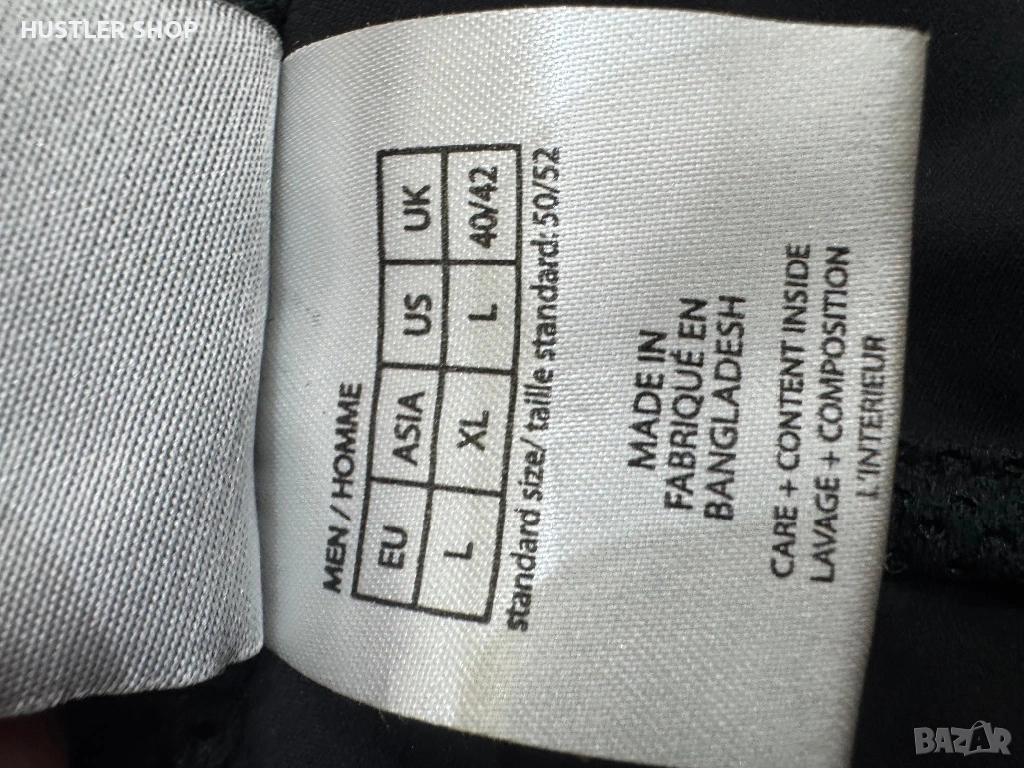 HUSTLER SHOP
MEN / HOMME
EU ASIA US UK
L XL L 40/42
standard size/ taille standard: 50/52
MADE IN
FABRIQUÉ EN
BANGLADESH
CARE + CONTENT INSIDE
LAVAGE + COMPOSITION
L'INTERIEUR
BAZAR